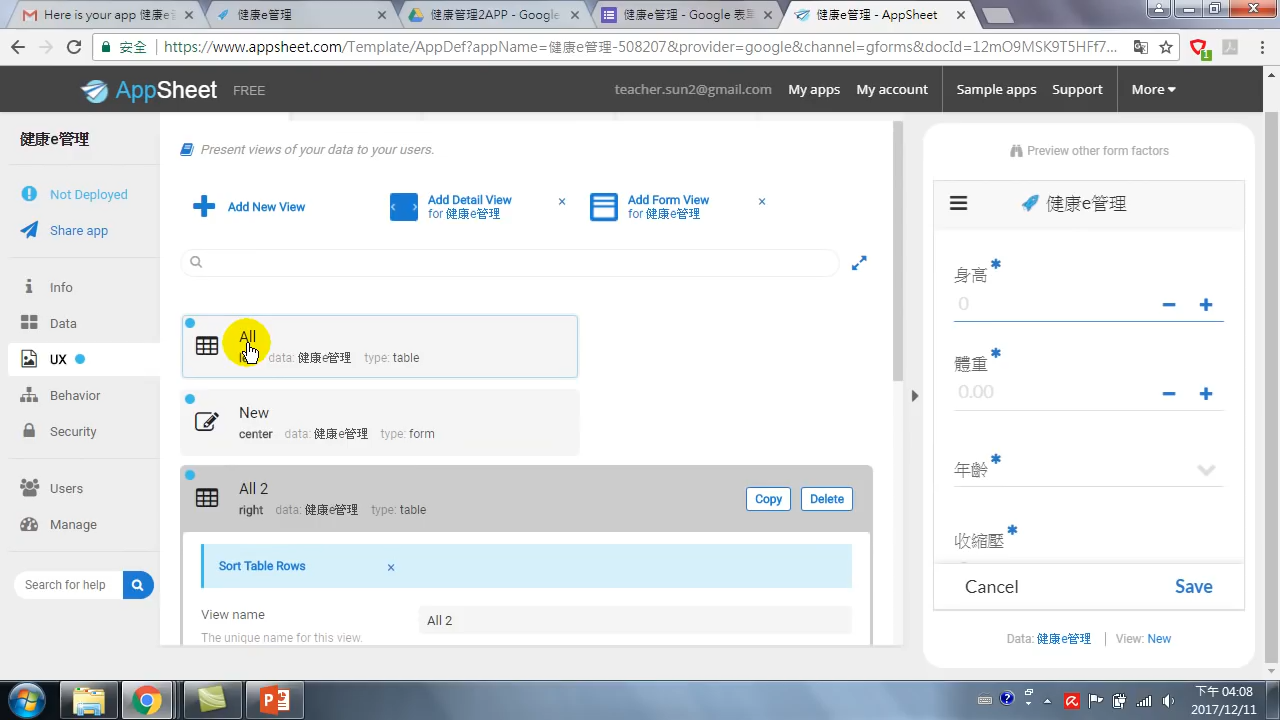 Here is your app 健康e
健康e管理
健康管理2APP - Google
健康e管理 - Google 表單
健康e管理 - AppSheet
安全
https://www.appsheet.com/Template/AppDef?appName=健康e管理-508207&provider=google&channel=gforms&docId=12mO9MSK9T5HFf7...
AppSheet FREE
teacher.sun2@gmail.com My apps My account Sample apps Support More
健康e管理
Not Deployed
Share app
Info
Data
UX
Behavior
Security
Users
Manage
Search for help
Present views of your data to your users.
Add New View
Add Detail View
for 健康e管理
Add Form View
for 健康e管理
All
data: 健康e管理 type: table
New
center data: 健康e管理 type: form
All 2
right data: 健康e管理 type: table
Copy Delete
Sort Table Rows
View name
All 2
The unique name for this view.
Preview other form factors
健康e管理
身高
0
體重
0.00
年齡
收縮壓
Cancel Save
Data: 健康e管理 View: New
下午 04:08
2017/12/11